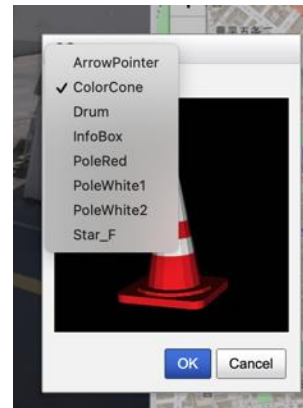 ArrowPointer
✓ ColorCone
Drum
InfoBox
PoleRed
PoleWhite1
PoleWhite2
Star_F
OK
Cancel